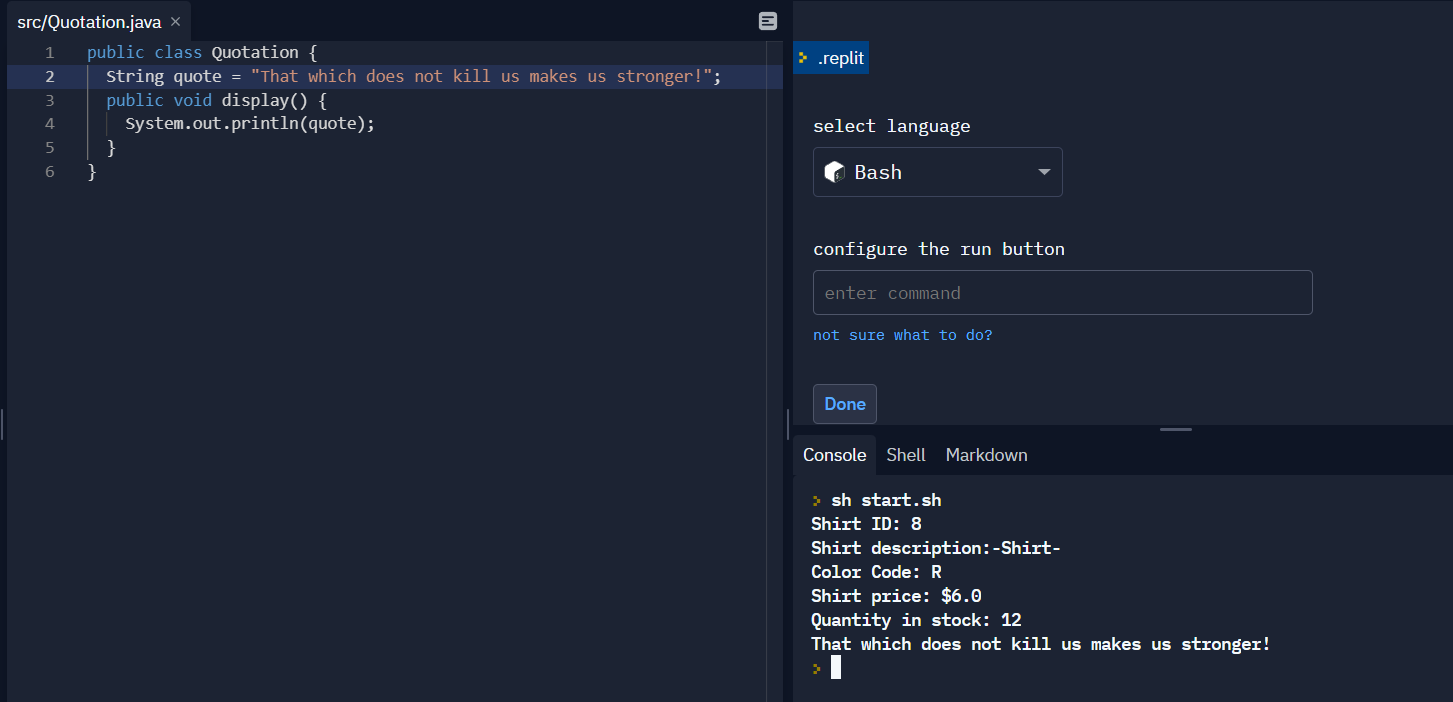 src/Quotation.java ×
1 public class Quotation {
2 String quote = "That which does not kill us makes us stronger!";
3 public void display() {
4 System.out.println(quote);
5 }
6 }
.replit
select language
Bash
configure the run button
enter command
not sure what to do?
Done
Console Shell Markdown
sh start.sh
Shirt ID: 8
Shirt description:-Shirt-
Color Code: R
Shirt price: $6.0
Quantity in stock: 12
That which does not kill us makes us stronger!